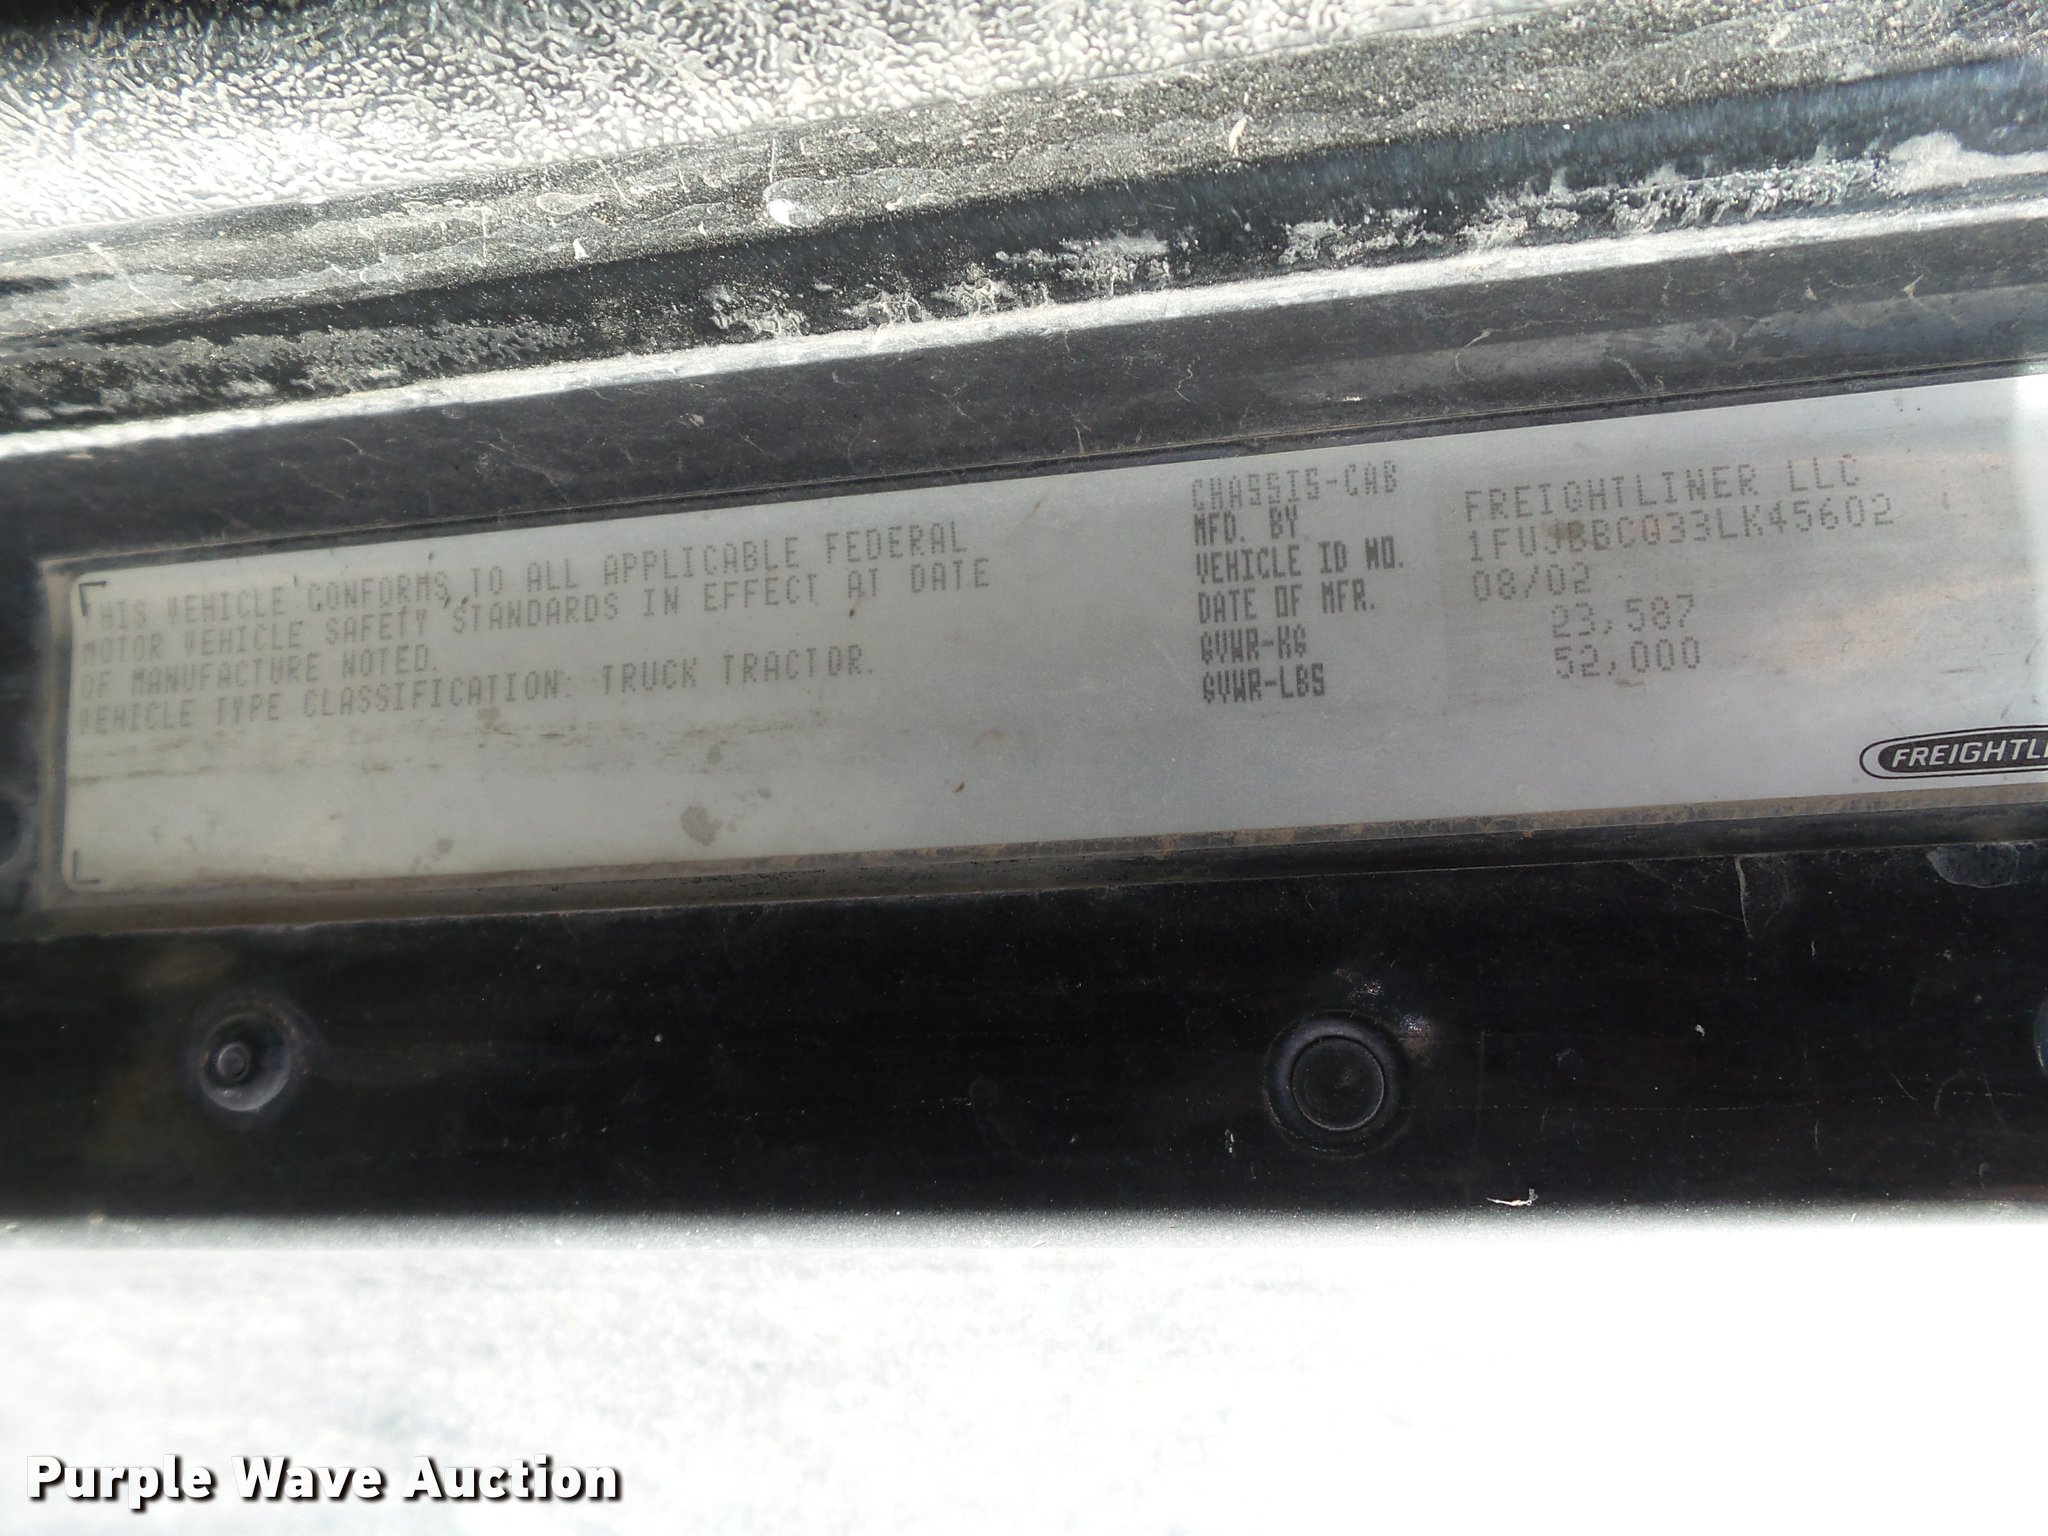 THIS VEHICLE CONFORMS TO ALL APPLICABLE FEDERAL
MOTOR VEHICLE SAFETY STANDARDS IN EFFECT AT DATE
OF MANUFACTURE NOTED.
VEHICLE TYPE CLASSIFICATION: TRUCK TRACTOR.
CHASSIS-CAB
MFD. BY FREIGHTLINER LLC
VEHICLE ID NO. 1FUJBBCG33LK45602
DATE OF MFR. 08/02
GVWR-KG 23,587
GVWR-LBS 52,000
FREIGHTLI
Purple Wave Auction